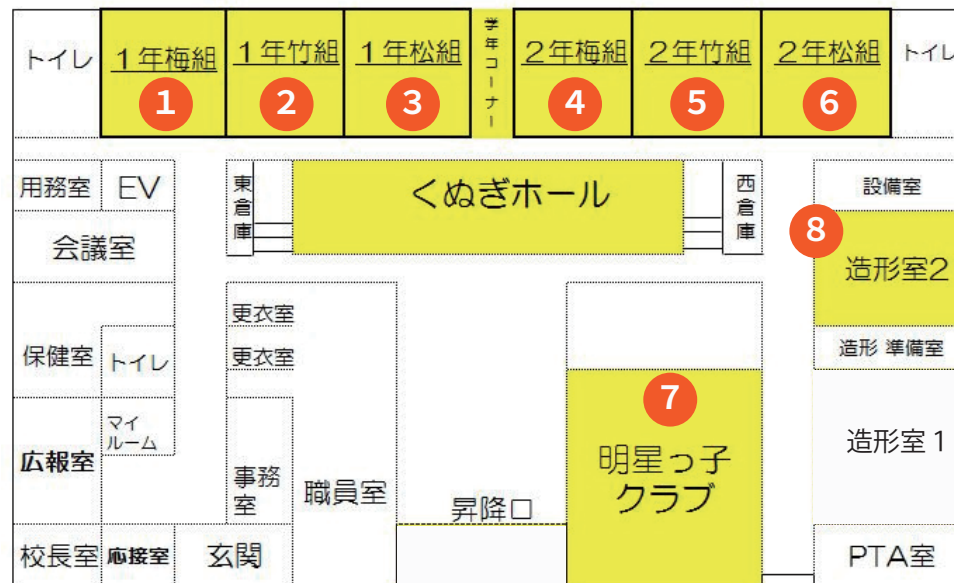 トイレ
1年梅組
1
1年竹組
2
1年松組
3
学年コーナー
2年梅組
4
2年竹組
5
2年松組
6
トイレ
用務室
EV
東倉庫
くぬぎホール
西倉庫
設備室
会議室
8
造形室2
更衣室
保健室
トイレ
更衣室
造形 準備室
7
マイ
ルーム
広報室
事務
室
職員室
昇降口
明星っ子
クラブ
造形室1
校長室
応接室
玄関
PTA室